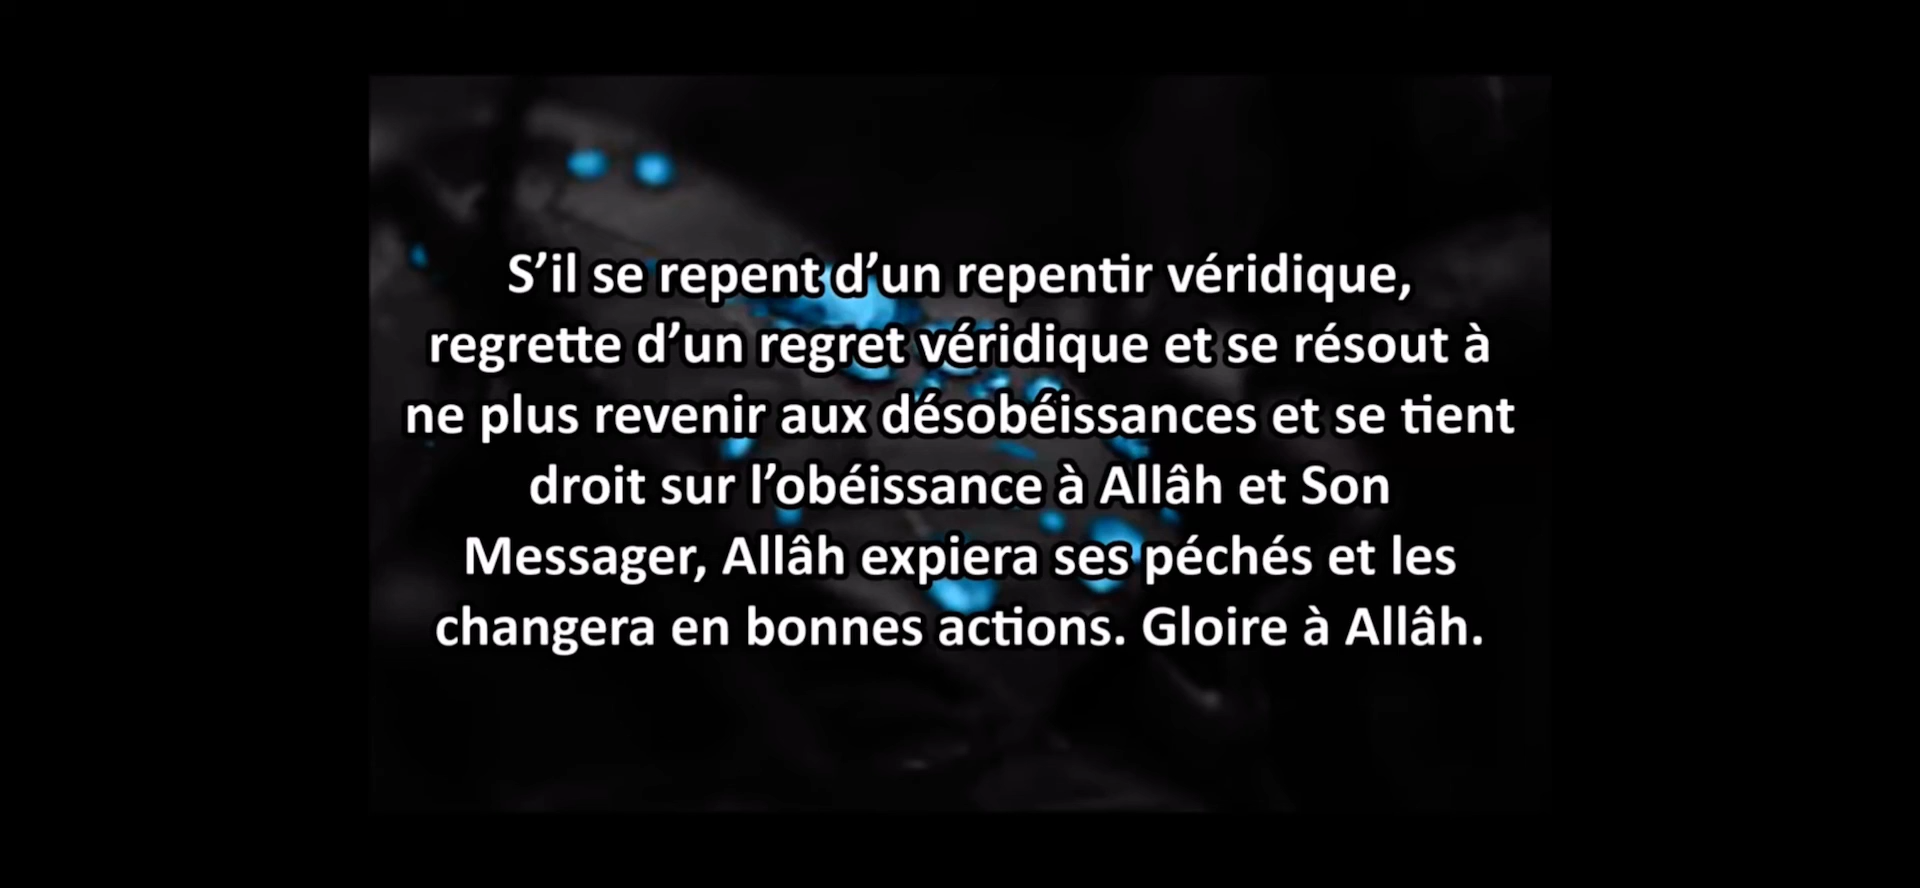 S’il se repent d’un repentir véridique,
regrette d’un regret véridique et se résout à
ne plus revenir aux désobéissances et se tient
droit sur l’obéissance à Allâh et Son
Messager, Allâh expiera ses péchés et les
changera en bonnes actions. Gloire à Allâh.